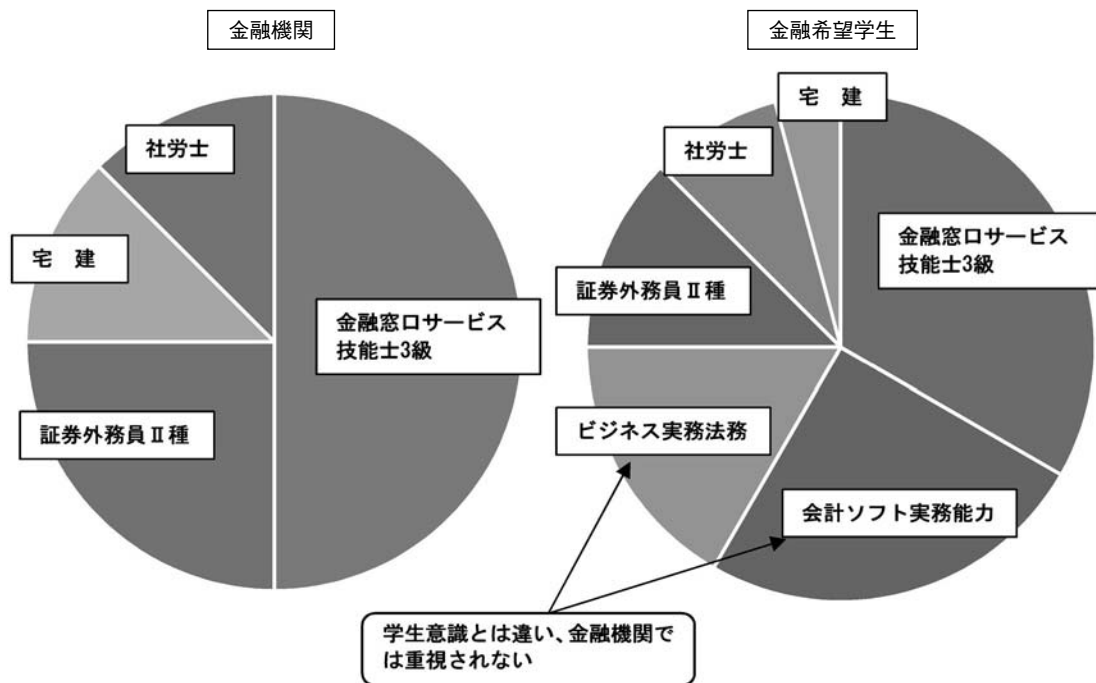 金融機関
社労士
宅　建
金融窓口サービス
技能士3級
証券外務員Ⅱ種
金融希望学生
宅　建
社労士
金融窓口サービス
技能士3級
証券外務員Ⅱ種
ビジネス実務法務
会計ソフト実務能力
学生意識とは違い、金融機関で
は重視されない